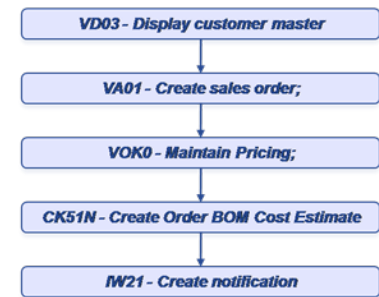 VD03 - Display customer master
VA01 - Create sales order;
VOK0 - Maintain Pricing;
CK51N - Create Order BOM Cost Estimate
IW21 - Create notification